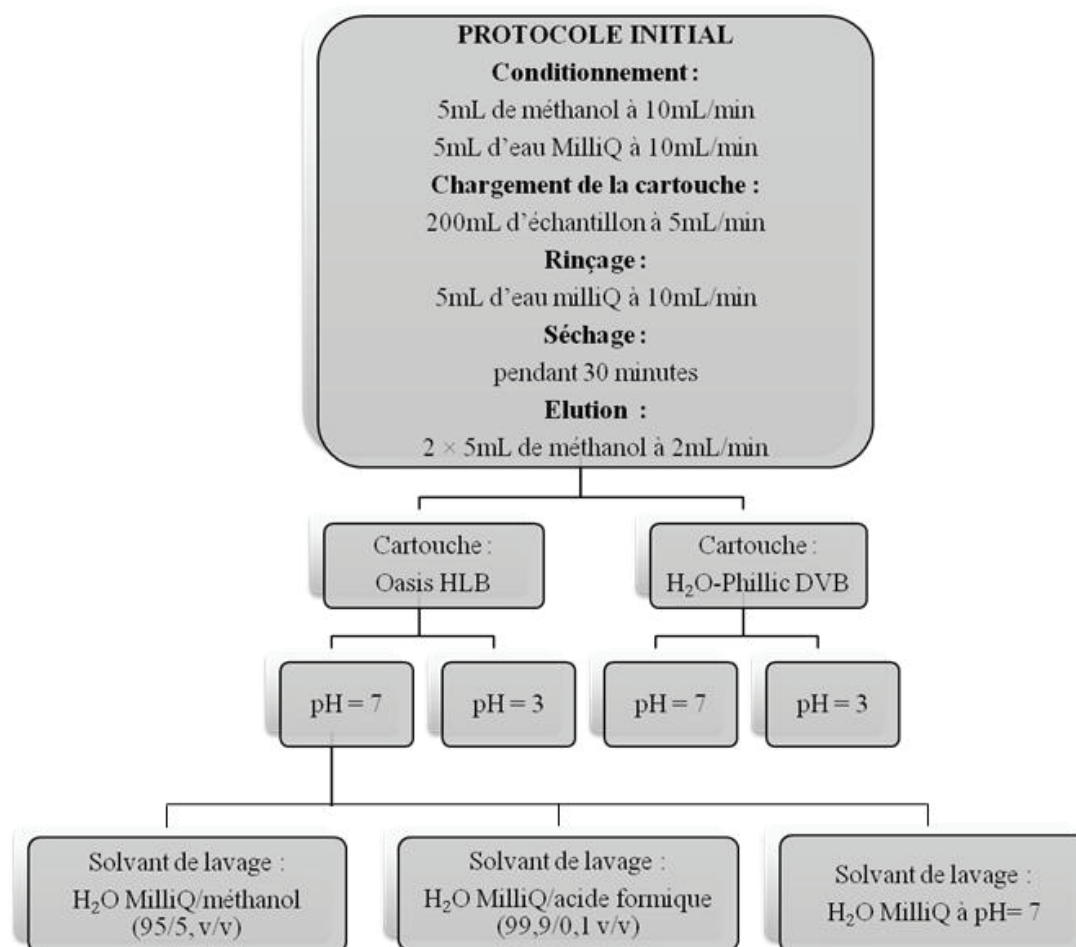 PROTOCOLE INITIAL
Conditionnement :
5mL de méthanol à 10mL/min
5mL d'eau MilliQ à 10mL/min
Chargement de la cartouche :
200mL d'échantillon à 5mL/min
Rinçage :
5mL d'eau milliQ à 10mL/min
Séchage :
pendant 30 minutes
Elution :
2 × 5mL de méthanol à 2mL/min
Cartouche :
Oasis HLB
Cartouche :
H₂O-Phillic DVB
pH = 7
pH = 3
pH = 7
pH = 3
Solvant de lavage :
H₂O MilliQ/méthanol
(95/5, v/v)
Solvant de lavage :
H₂O MilliQ/acide formique
(99,9/0,1 v/v)
Solvant de lavage :
H₂O MilliQ à pH= 7